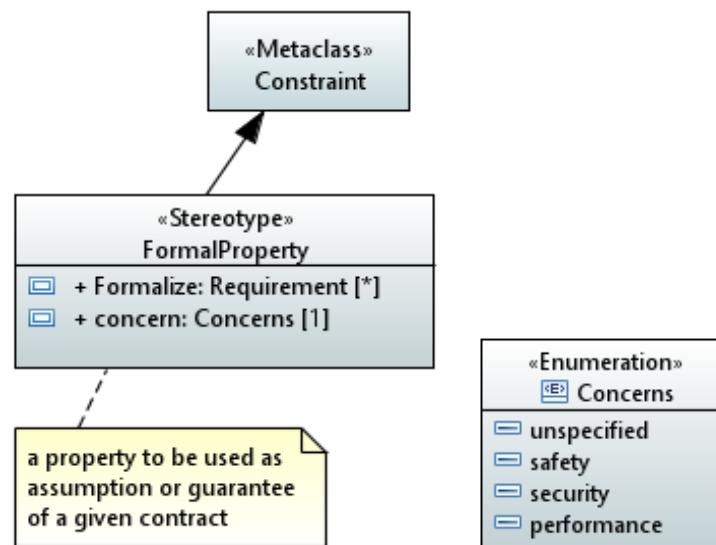 «Metaclass»
Constraint
«Stereotype»
FormalProperty
+ Formalize: Requirement [*]
+ concern: Concerns [1]
a property to be used as
assumption or guarantee
of a given contract
«Enumeration»
<E> Concerns
unspecified
safety
security
performance